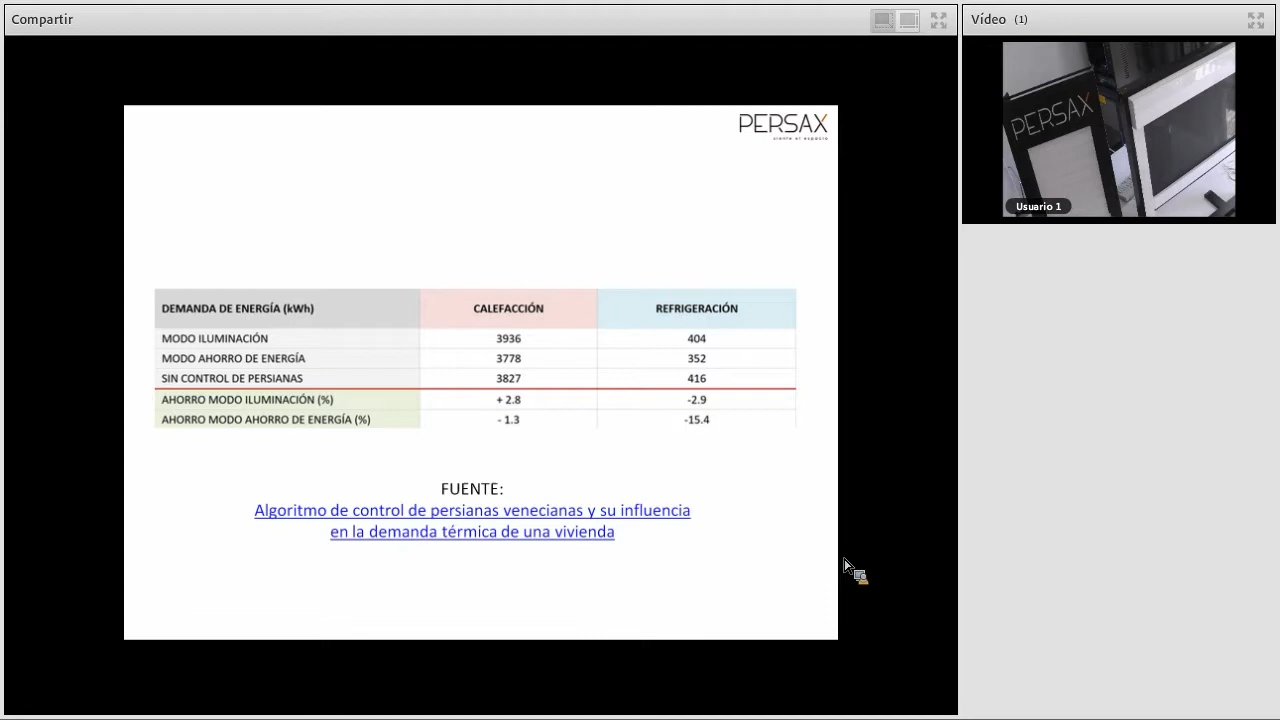 Compartir
Vídeo (1)
PERSAX
Usuario 1
PERSAX
siente el espacio
DEMANDA DE ENERGÍA (kWh) CALEFACCIÓN REFRIGERACIÓN
MODO ILUMINACIÓN 3936 404
MODO AHORRO DE ENERGÍA 3778 352
SIN CONTROL DE PERSIANAS 3827 416
AHORRO MODO ILUMINACIÓN (%) + 2.8 -2.9
AHORRO MODO AHORRO DE ENERGÍA (%) - 1.3 -15.4
FUENTE:
Algoritmo de control de persianas venecianas y su influencia
en la demanda térmica de una vivienda